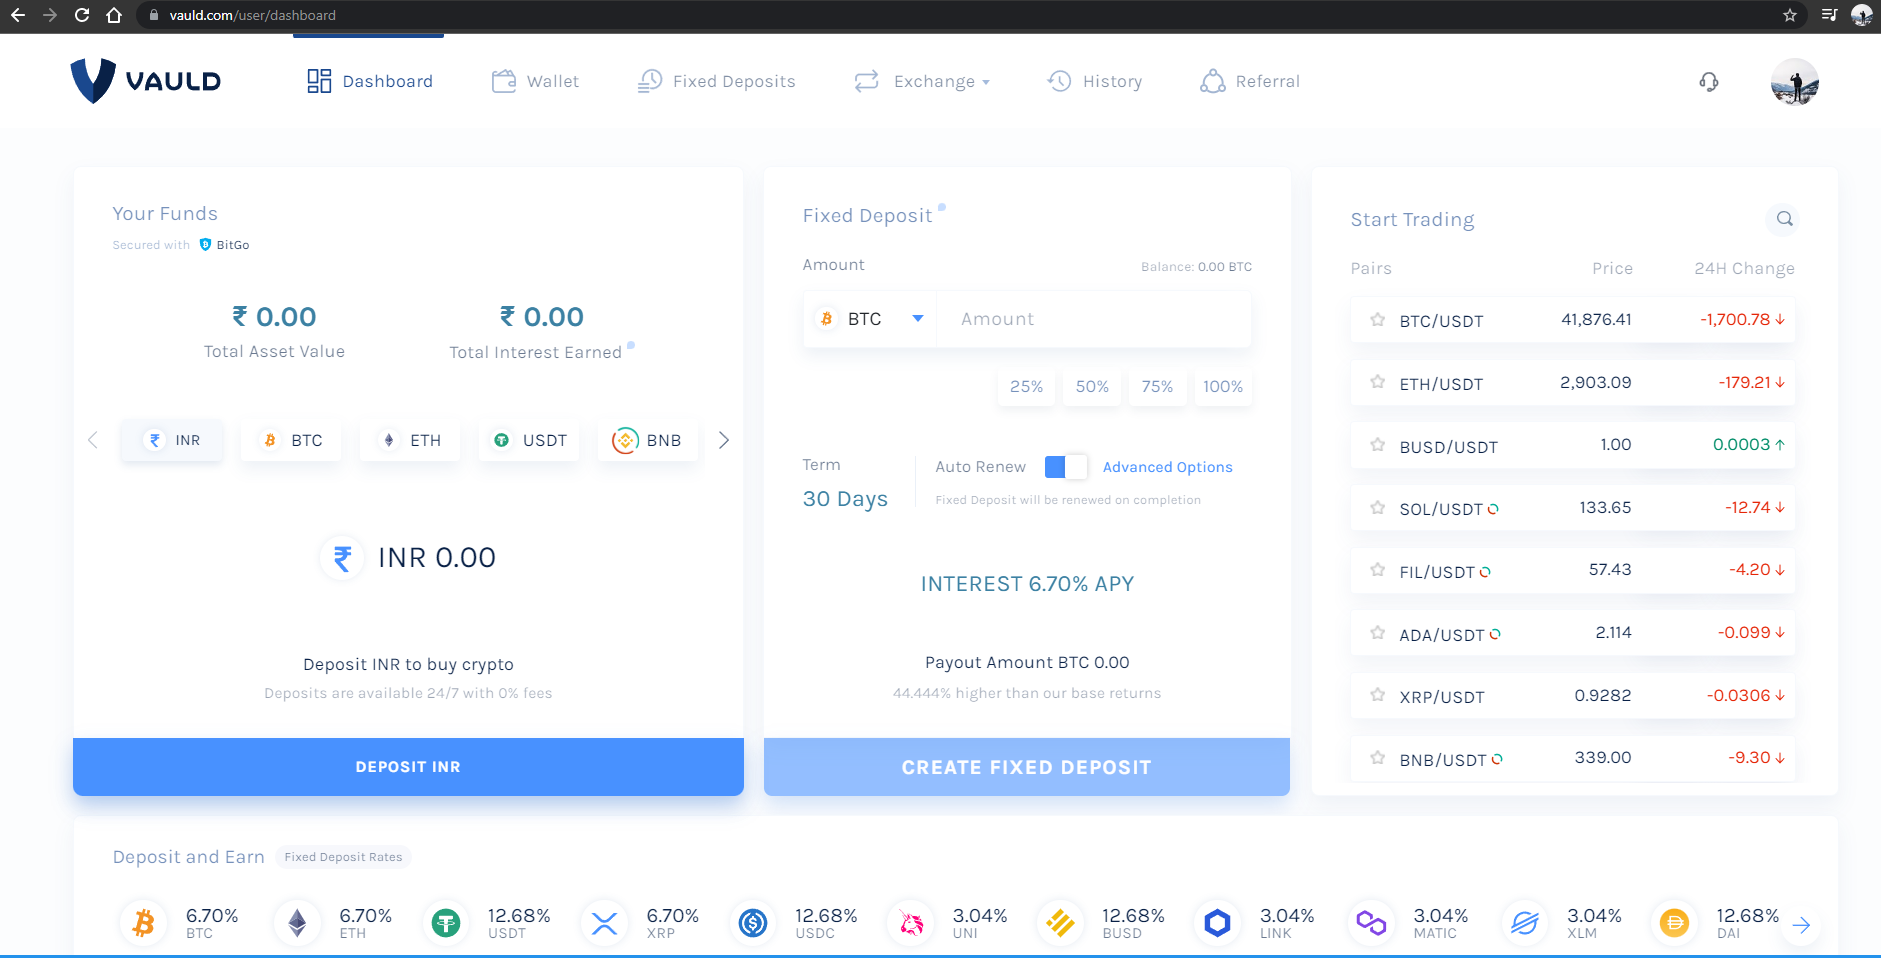 vauld.com/user/dashboard
VAULD
Dashboard
Wallet
Fixed Deposits
Exchange
History
Referral
Your Funds
Secured with BitGo
₹ 0.00
Total Asset Value
₹ 0.00
Total Interest Earned
₹ INR
BTC
ETH
USDT
BNB
₹ INR 0.00
Deposit INR to buy crypto
Deposits are available 24/7 with 0% fees
DEPOSIT INR
Fixed Deposit
Amount
Balance: 0.00 BTC
BTC
Amount
25%
50%
75%
100%
Term
30 Days
Auto Renew
Advanced Options
Fixed Deposit will be renewed on completion
INTEREST 6.70% APY
Payout Amount BTC 0.00
44.444% higher than our base returns
CREATE FIXED DEPOSIT
Start Trading
Pairs Price 24H Change
BTC/USDT 41,876.41 -1,700.78 ↓
ETH/USDT 2,903.09 -179.21 ↓
BUSD/USDT 1.00 0.0003 ↑
SOL/USDT 133.65 -12.74 ↓
FIL/USDT 57.43 -4.20 ↓
ADA/USDT 2.114 -0.099 ↓
XRP/USDT 0.9282 -0.0306 ↓
BNB/USDT 339.00 -9.30 ↓
Deposit and Earn
Fixed Deposit Rates
6.70%
BTC
6.70%
ETH
12.68%
USDT
6.70%
XRP
12.68%
USDC
3.04%
UNI
12.68%
BUSD
3.04%
LINK
3.04%
MATIC
3.04%
XLM
12.68%
DAI